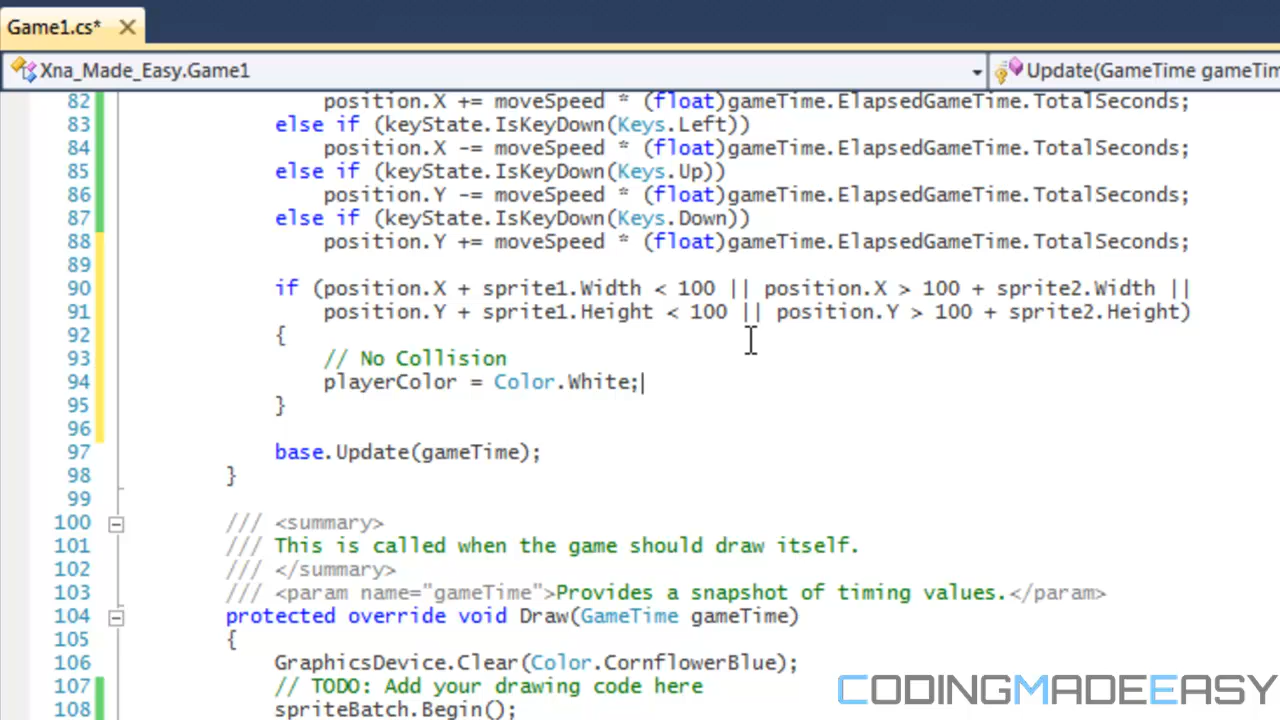 Game1.cs*
Xna_Made_Easy.Game1 Update(GameTime gameTim
82 position.X += moveSpeed * (float)gameTime.ElapsedGameTime.TotalSeconds;
83 else if (keyState.IsKeyDown(Keys.Left))
84 position.X -= moveSpeed * (float)gameTime.ElapsedGameTime.TotalSeconds;
85 else if (keyState.IsKeyDown(Keys.Up))
86 position.Y -= moveSpeed * (float)gameTime.ElapsedGameTime.TotalSeconds;
87 else if (keyState.IsKeyDown(Keys.Down))
88 position.Y += moveSpeed * (float)gameTime.ElapsedGameTime.TotalSeconds;
89
90 if (position.X + sprite1.Width < 100 || position.X > 100 + sprite2.Width ||
91 position.Y + sprite1.Height < 100 || position.Y > 100 + sprite2.Height)
92 {
93 // No Collision
94 playerColor = Color.White;
95 }
96
97 base.Update(gameTime);
98 }
99
100 /// <summary>
101 /// This is called when the game should draw itself.
102 /// </summary>
103 /// <param name="gameTime">Provides a snapshot of timing values.</param>
104 protected override void Draw(GameTime gameTime)
105 {
106 GraphicsDevice.Clear(Color.CornflowerBlue);
107 // TODO: Add your drawing code here
108 spriteBatch.Begin();
CODINGMADEEASY